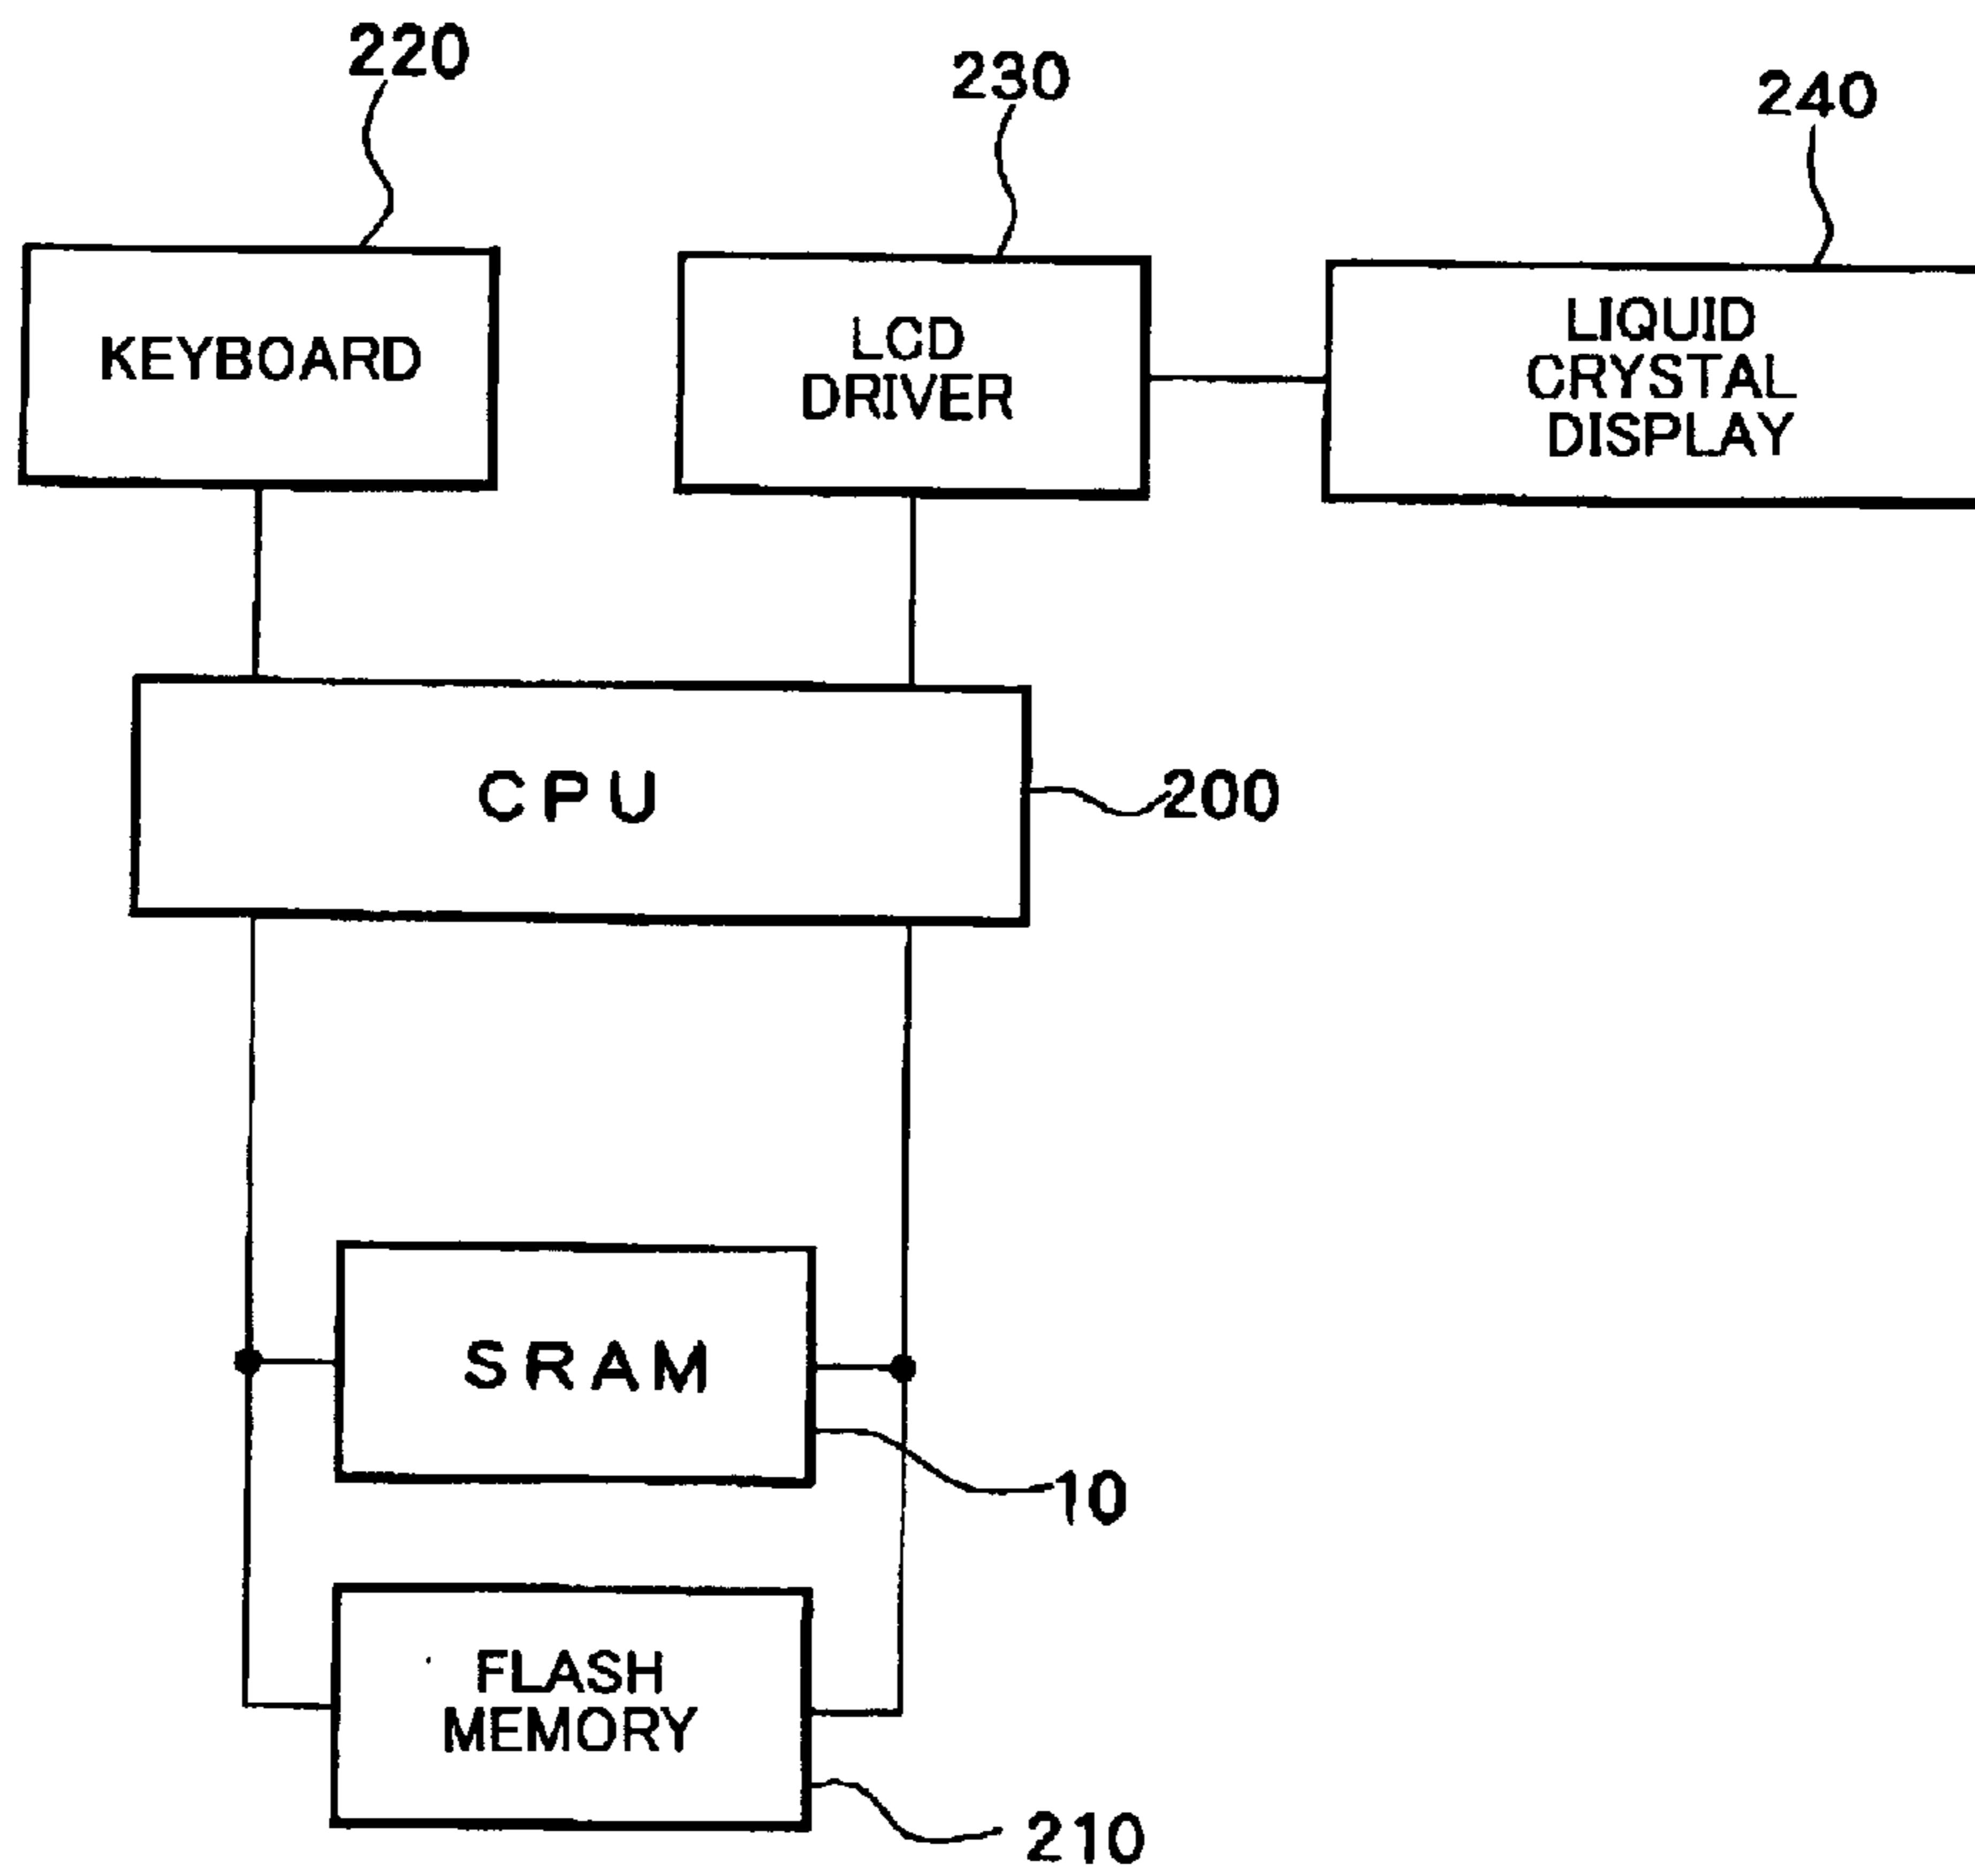 220
230
240
KEYBOARD
LCD
DRIVER
LIQUID
CRYSTAL
DISPLAY
CPU
200
SRAM
10
FLASH
MEMORY
210